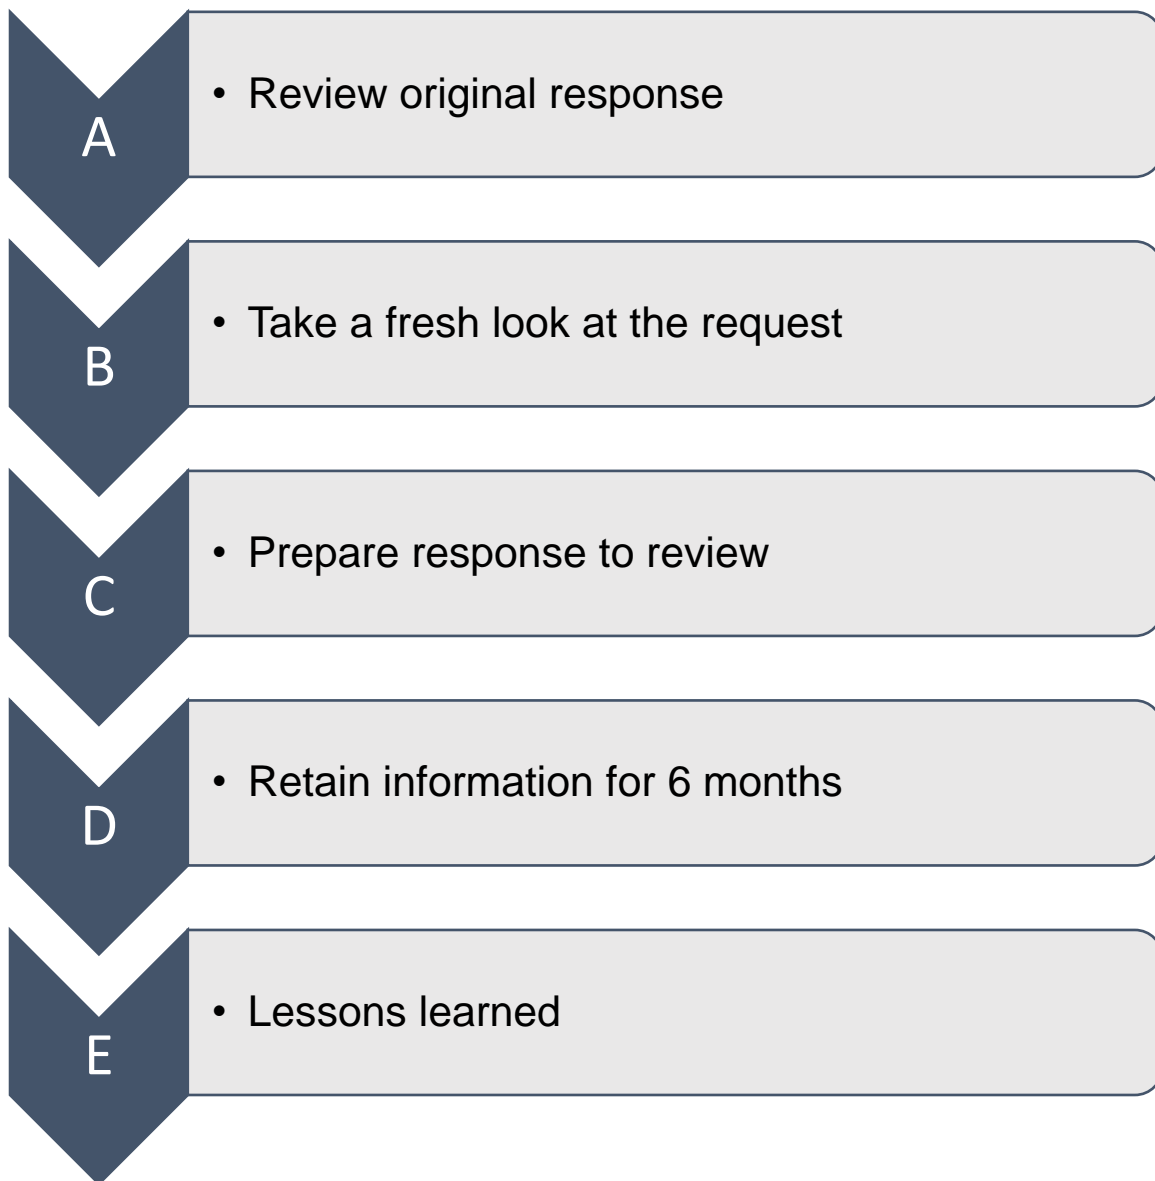 A
• Review original response
B
• Take a fresh look at the request
C
• Prepare response to review
D
• Retain information for 6 months
E
• Lessons learned